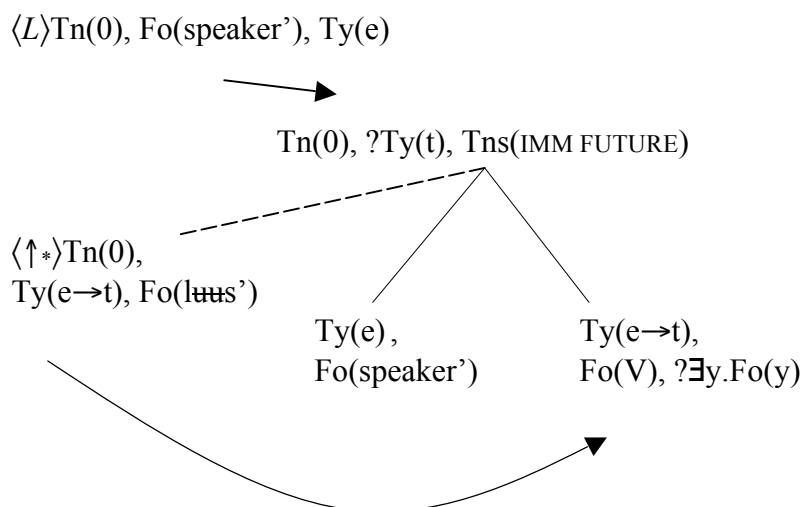 ⟨L⟩Tn(0), Fo(speaker’), Ty(e)
Tn(0), ?Ty(t), Tns(IMM FUTURE)
⟨↑*⟩Tn(0),
Ty(e→t), Fo(lʉʉs’)
Ty(e) ,
Fo(speaker’)
Ty(e→t),
Fo(V), ?∃y.Fo(y)